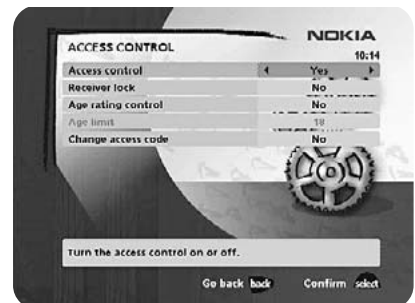 NOKIA
ACCESS CONTROL
10:14
Access control Yes
Receiver lock No
Age rating control No
Age limit 18
Change access code No
Turn the access control on or off.
Go back back Confirm select